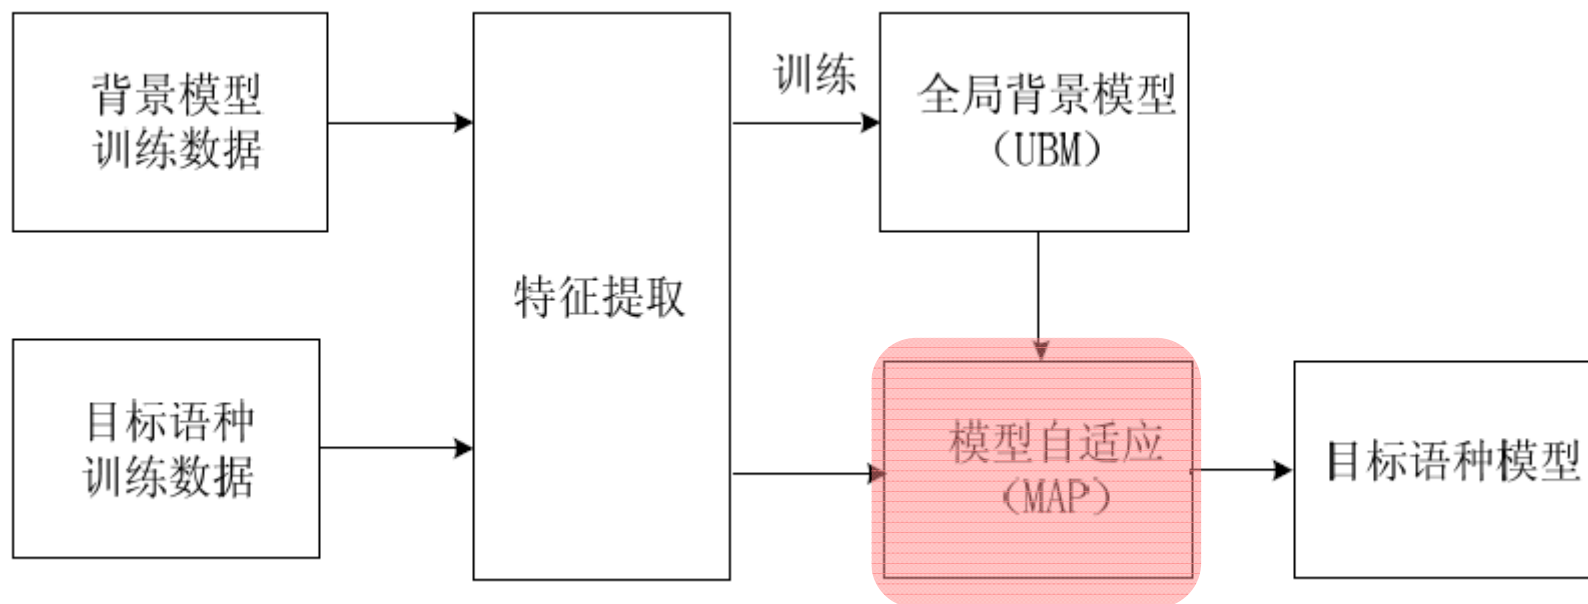 背景模型
训练数据
训练
全局背景模型
（UBM）
特征提取
目标语种
训练数据
模型自适应
（MAP）
目标语种模型